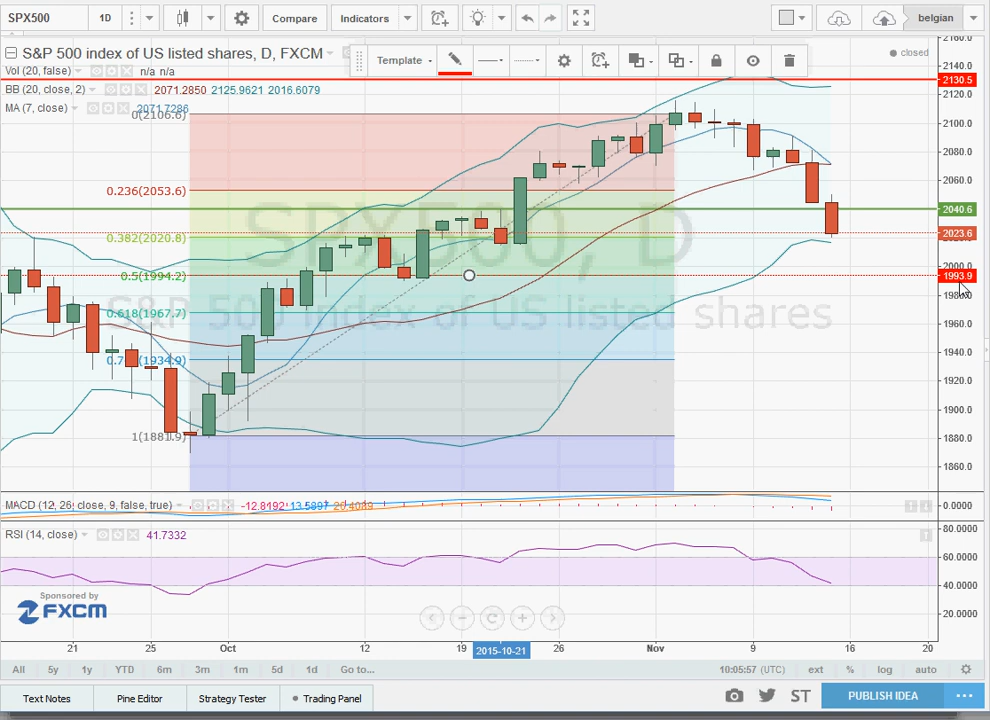 SPX500 1D Compare Indicators belgian
S&P 500 index of US listed shares, D, FXCM
closed
Template
Vol (20, false) n/a n/a
BB (20, close, 2) 2071.2850 2125.9621 2016.6079
MA (7, close) 2071.7286
0(2106.6)
0.236(2053.6)
0.382(2020.8)
0.5(1994.2)
0.618(1967.7)
1(1881.9)
SPX500, D
S&P 500 index of US listed shares
2160.0
2140.0
2130.5
2120.0
2100.0
2080.0
2060.0
2040.6
2023.6
2000.0
1993.9
1960.0
1940.0
1920.0
1900.0
1880.0
1860.0
MACD (12, 26, close, 9, false, true) -12.8192 13.5897 26.4089
0.0000
RSI (14, close) 41.7332
80.0000
60.0000
40.0000
20.0000
Sponsored by
FXCM
21 25 Oct 12 19 2015-10-21 26 Nov 9 16 20
All 5y 1y YTD 6m 3m 1m 5d 1d Go to... 10:05:57 (UTC) ext % log auto
Text Notes Pine Editor Strategy Tester Trading Panel ST PUBLISH IDEA